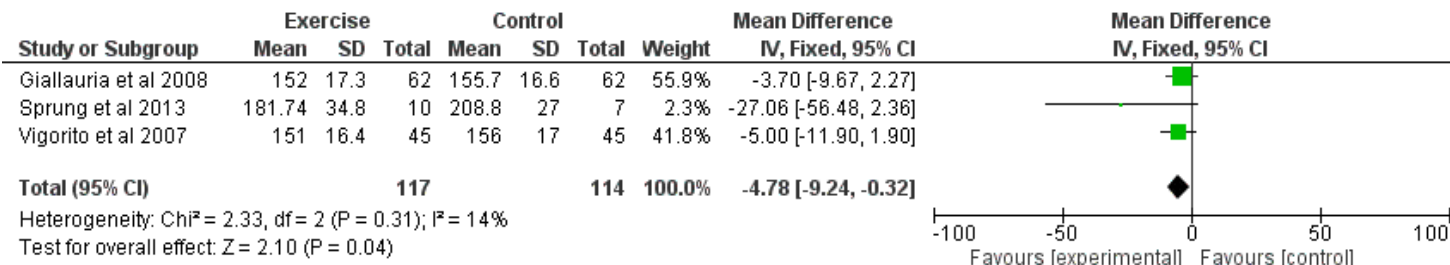 Exercise Control Mean Difference Mean Difference
Study or Subgroup Mean SD Total Mean SD Total Weight IV, Fixed, 95% CI IV, Fixed, 95% CI
Giallauria et al 2008 152 17.3 62 155.7 16.6 62 55.9% -3.70 [-9.67, 2.27]
Sprung et al 2013 181.74 34.8 10 208.8 27 7 2.3% -27.06 [-56.48, 2.36]
Vigorito et al 2007 151 16.4 45 156 17 45 41.8% -5.00 [-11.90, 1.90]
Total (95% CI) 117 114 100.0% -4.78 [-9.24, -0.32]
Heterogeneity: Chi² = 2.33, df = 2 (P = 0.31); I² = 14%
Test for overall effect: Z = 2.10 (P = 0.04)
-100 -50 0 50 100
Favours [experimental] Favours [control]